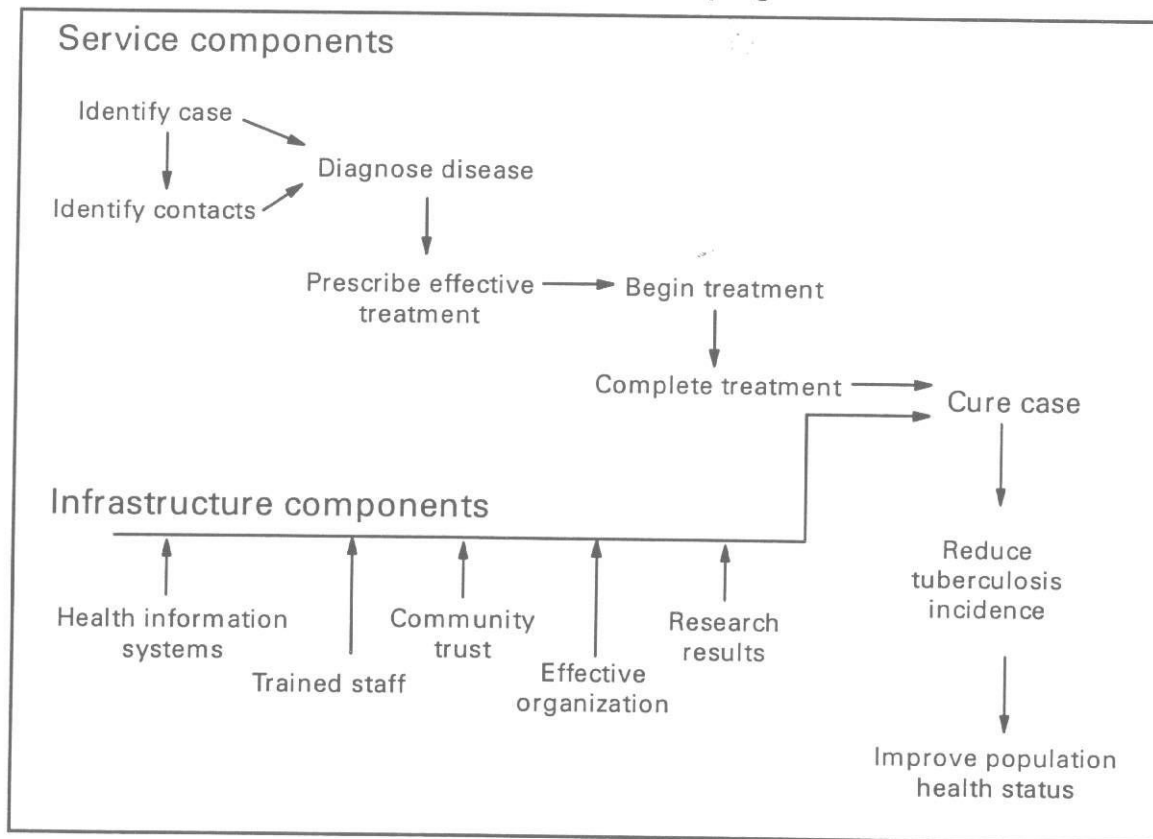 Service components
Identify case
Diagnose disease
Identify contacts
Prescribe effective
treatment
Begin treatment
Complete treatment
Cure case
Infrastructure components
Health information
systems
Trained staff
Community
trust
Effective
organization
Research
results
Reduce
tuberculosis
incidence
Improve population
health status